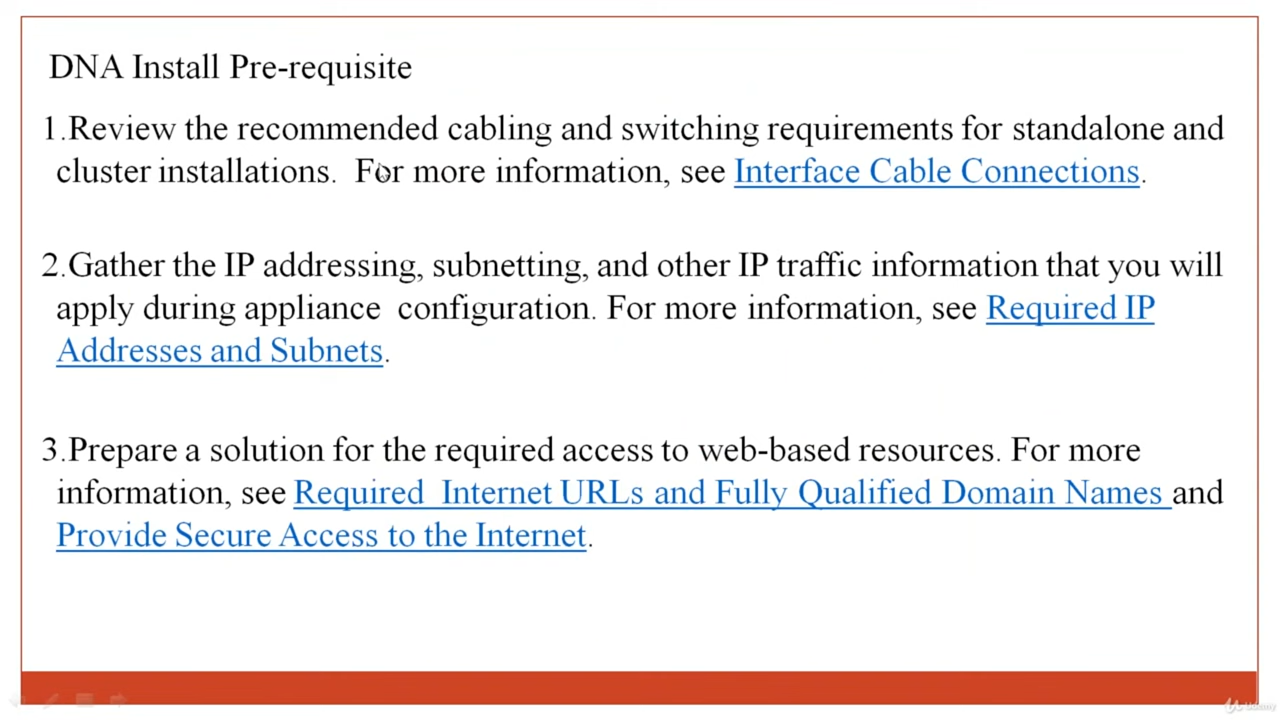 DNA Install Pre-requisite
1.Review the recommended cabling and switching requirements for standalone and
cluster installations. For more information, see Interface Cable Connections.
2.Gather the IP addressing, subnetting, and other IP traffic information that you will
apply during appliance configuration. For more information, see Required IP
Addresses and Subnets.
3.Prepare a solution for the required access to web-based resources. For more
information, see Required Internet URLs and Fully Qualified Domain Names and
Provide Secure Access to the Internet.
Udemy